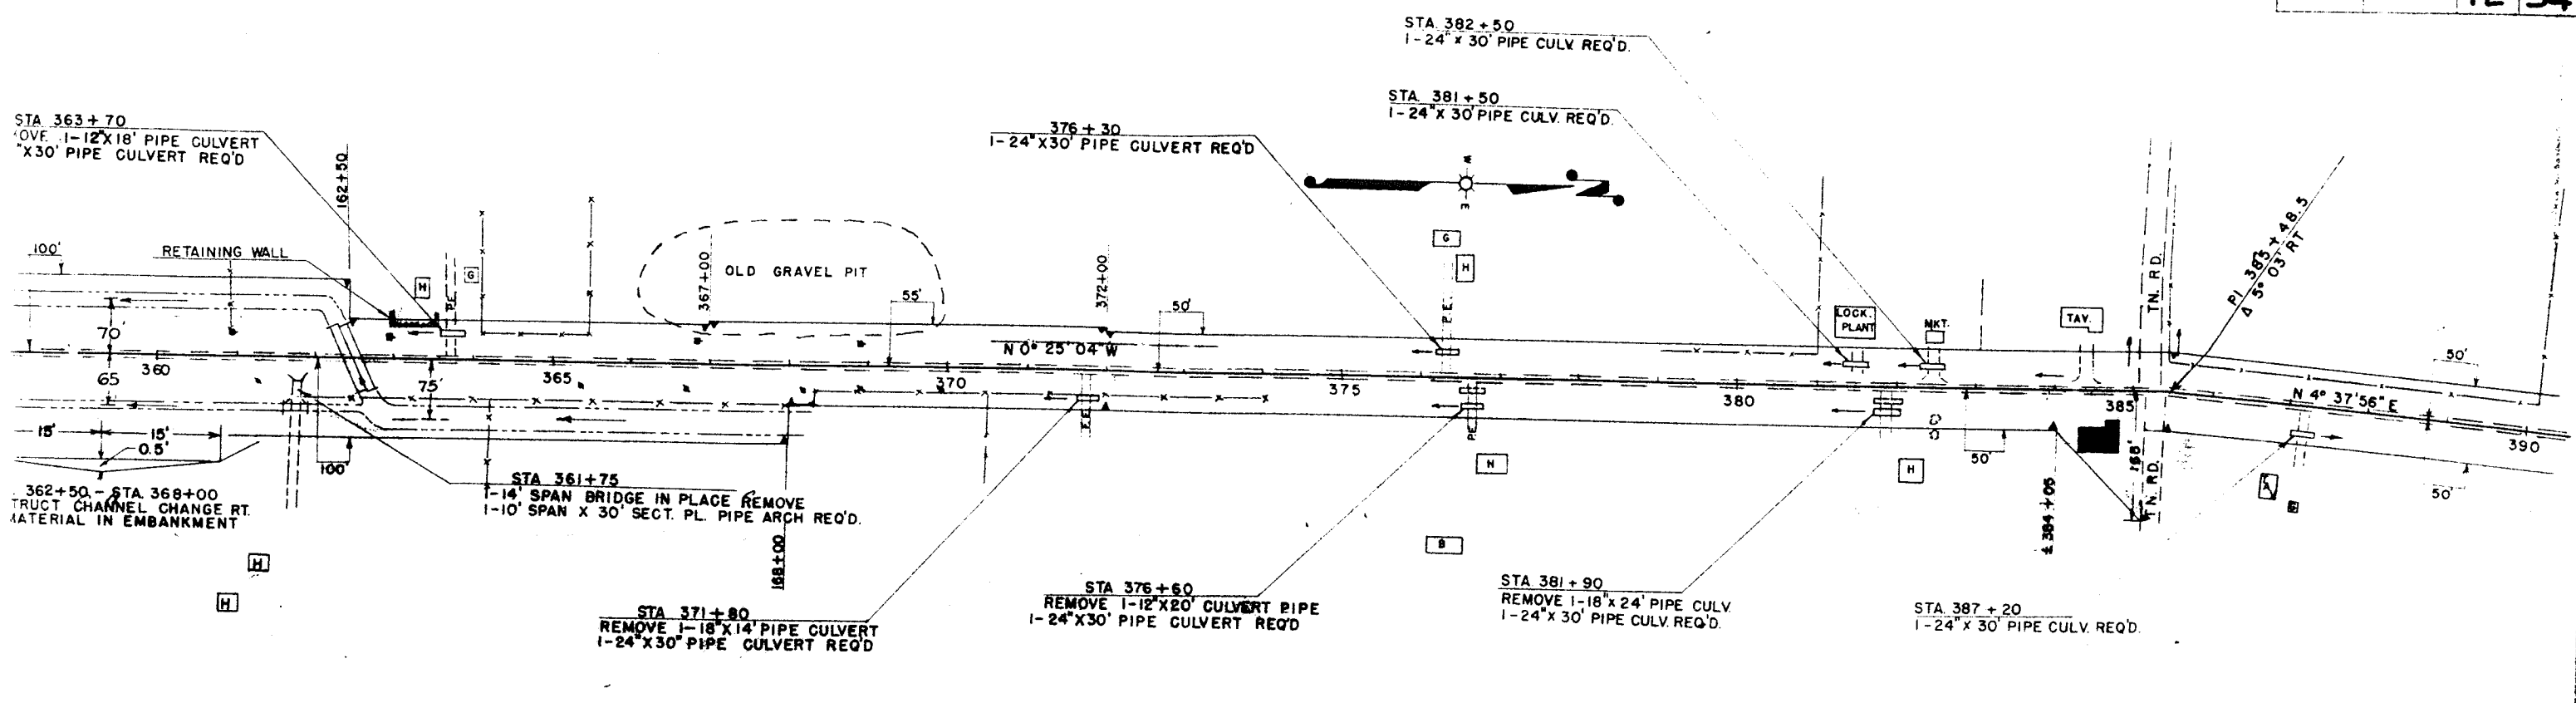 12 34
STA. 382+50
1-24"X 30' PIPE CULV. REQ'D.
STA. 381+50
1-24"X 30' PIPE CULV. REQ'D.
STA 363+70
OVE 1-12"X18' PIPE CULVERT
"X30' PIPE CULVERT REQ'D
376+30
1-24"X30' PIPE CULVERT REQ'D
162+50
W
E
100'
RETAINING WALL
H
G
P.E.
367+00
OLD GRAVEL PIT
55'
372+00
50'
G
H
P.E.
LOCK.
PLANT
MKT.
TAV.
TN. RD.
PI 385+48.5
Δ 5° 03 RT
50'
70'
65
360
75'
365
N 0° 25' 04" W
370
375
380
385
N 4° 37' 56" E
390
15'
15'
0.5'
100'
P.E.
P.E.
50'
168'
TN. RD.
50'
362+50 - STA. 368+00
TRUCT CHANNEL CHANGE RT.
MATERIAL IN EMBANKMENT
STA 361+75
1-14' SPAN BRIDGE IN PLACE REMOVE
1-10' SPAN X 30' SECT. PL. PIPE ARCH REQ'D.
168+00
H
H
H
H
B
± 384+05
STA 371+80
REMOVE 1-18"X14' PIPE CULVERT
1-24"X30" PIPE CULVERT REQ'D
STA 376+60
REMOVE 1-12"X20' CULVERT PIPE
1-24"X30' PIPE CULVERT REQ'D
STA. 381+90
REMOVE 1-18"X 24' PIPE CULV.
1-24"X 30' PIPE CULV. REQ'D.
STA. 387+20
1-24"X 30' PIPE CULV. REQ'D.